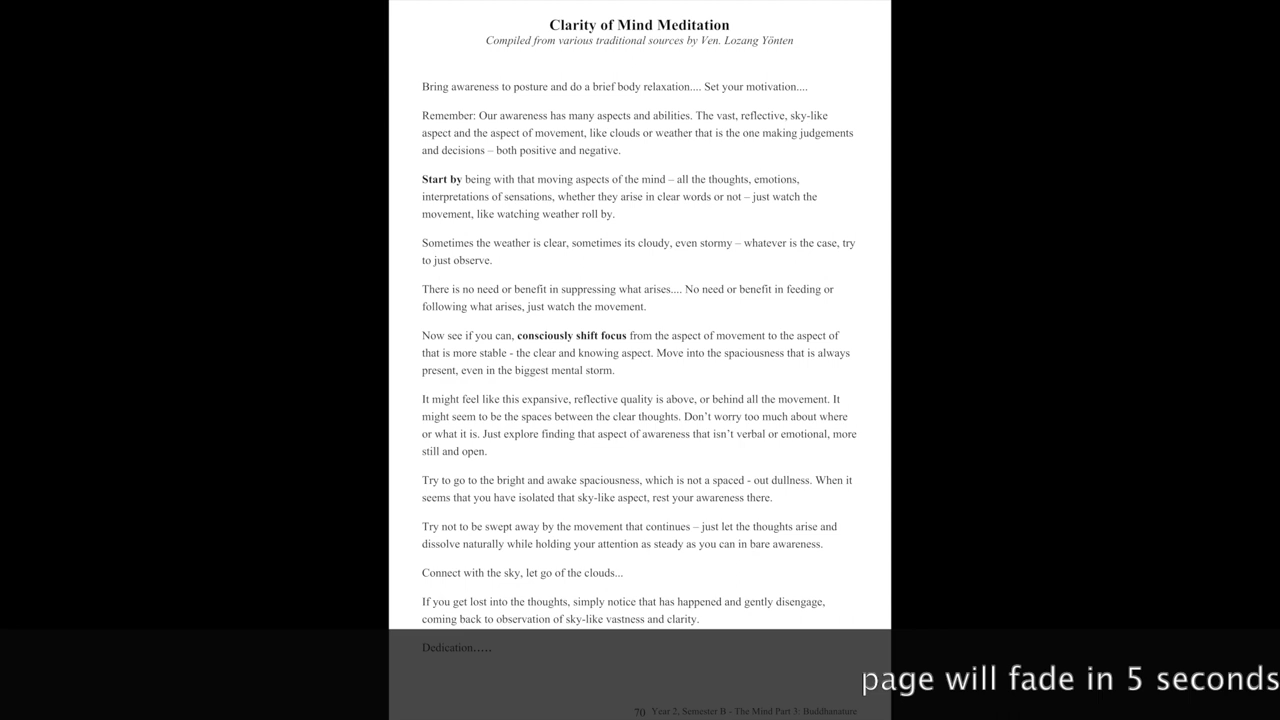 Clarity of Mind Meditation
Compiled from various traditional sources by Ven. Lozang Yönten
Bring awareness to posture and do a brief body relaxation.... Set your motivation....
Remember: Our awareness has many aspects and abilities. The vast, reflective, sky-like
aspect and the aspect of movement, like clouds or weather that is the one making judgements
and decisions – both positive and negative.
Start by being with that moving aspects of the mind – all the thoughts, emotions,
interpretations of sensations, whether they arise in clear words or not – just watch the
movement, like watching weather roll by.
Sometimes the weather is clear, sometimes its cloudy, even stormy – whatever is the case, try
to just observe.
There is no need or benefit in suppressing what arises.... No need or benefit in feeding or
following what arises, just watch the movement.
Now see if you can, consciously shift focus from the aspect of movement to the aspect of
that is more stable - the clear and knowing aspect. Move into the spaciousness that is always
present, even in the biggest mental storm.
It might feel like this expansive, reflective quality is above, or behind all the movement. It
might seem to be the spaces between the clear thoughts. Don’t worry too much about where
or what it is. Just explore finding that aspect of awareness that isn’t verbal or emotional, more
still and open.
Try to go to the bright and awake spaciousness, which is not a spaced - out dullness. When it
seems that you have isolated that sky-like aspect, rest your awareness there.
Try not to be swept away by the movement that continues – just let the thoughts arise and
dissolve naturally while holding your attention as steady as you can in bare awareness.
Connect with the sky, let go of the clouds...
If you get lost into the thoughts, simply notice that has happened and gently disengage,
coming back to observation of sky-like vastness and clarity.
Dedication.....
page will fade in 5 seconds
70 Year 2, Semester B - The Mind Part 3: Buddhanature